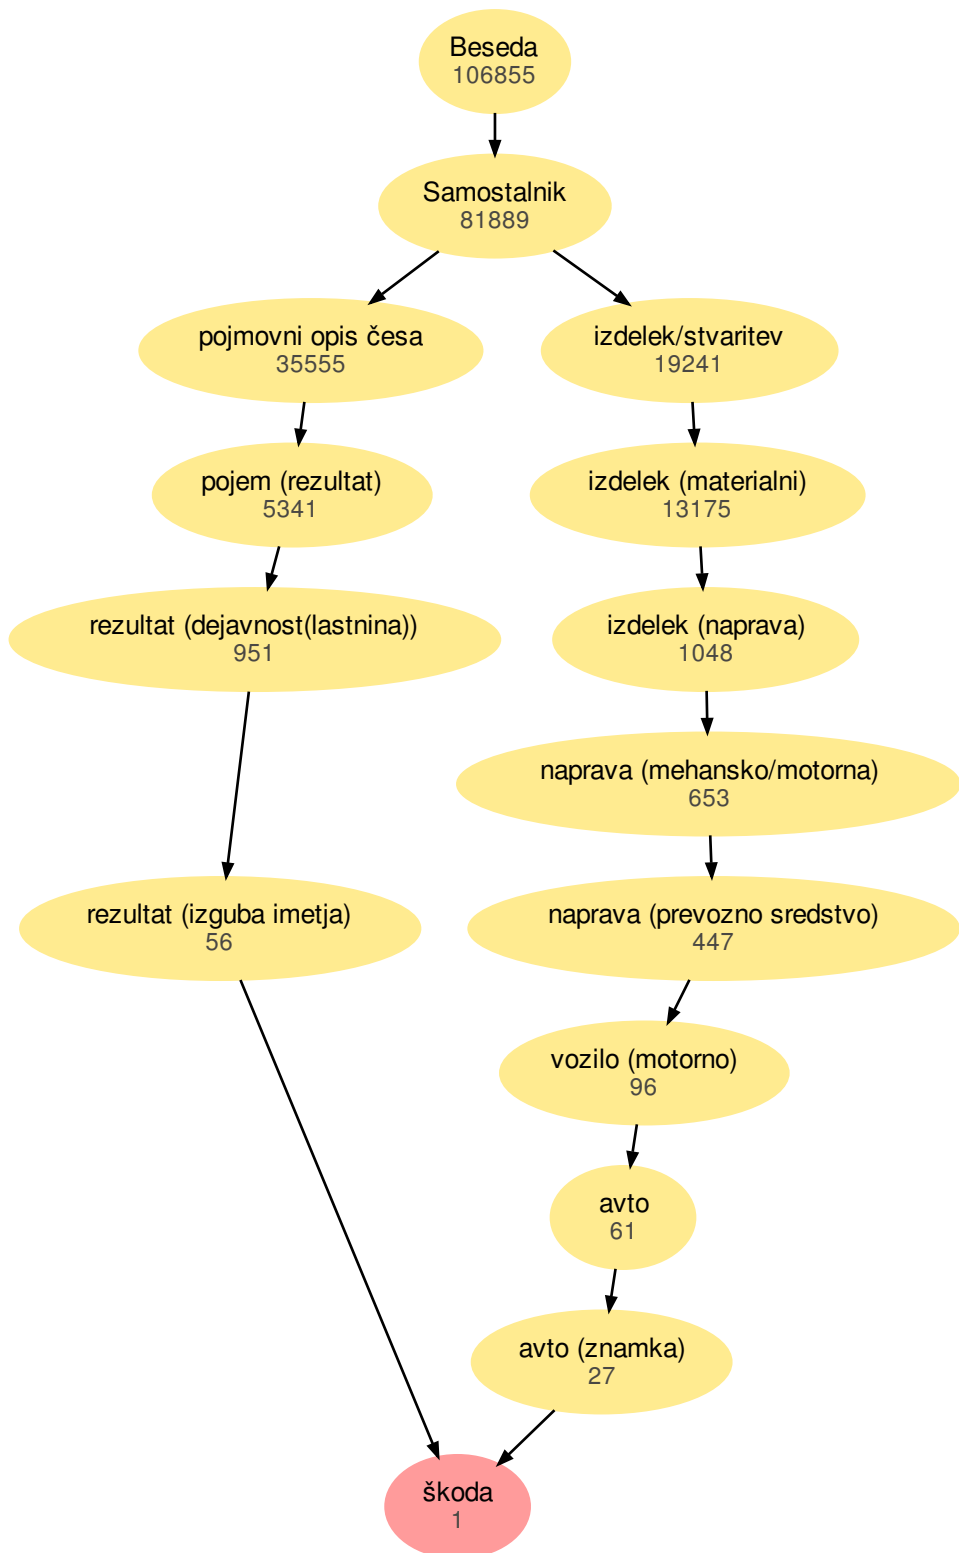 Beseda
106855
Samostalnik
81889
pojmovni opis česa
35555
izdelek/stvaritev
19241
pojem (rezultat)
5341
izdelek (materialni)
13175
rezultat (dejavnost(lastnina))
951
izdelek (naprava)
1048
naprava (mehansko/motorna)
653
rezultat (izguba imetja)
56
naprava (prevozno sredstvo)
447
vozilo (motorno)
96
avto
61
avto (znamka)
27
škoda
1